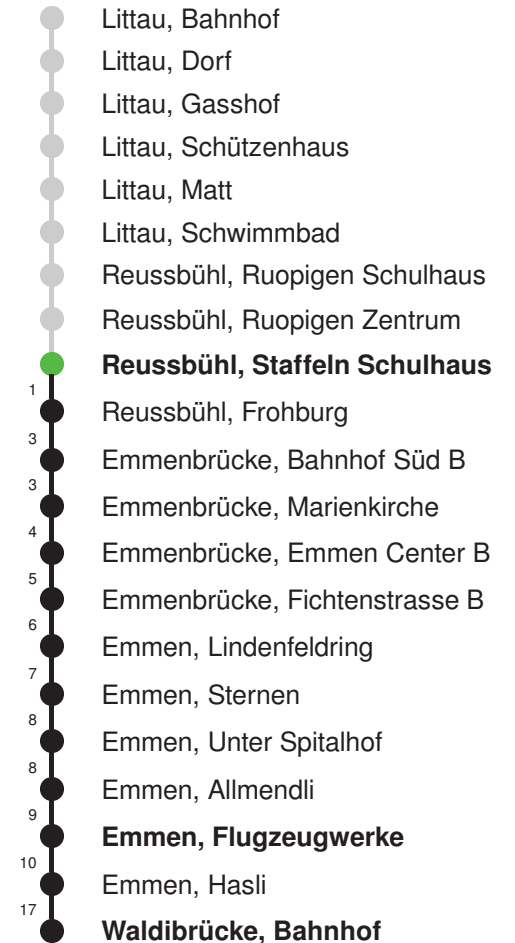 Littau, Bahnhof
Littau, Dorf
Littau, Gasshof
Littau, Schützenhaus
Littau, Matt
Littau, Schwimmbad
Reussbühl, Ruopigen Schulhaus
Reussbühl, Ruopigen Zentrum
Reussbühl, Staffeln Schulhaus
1
Reussbühl, Frohburg
3
Emmenbrücke, Bahnhof Süd B
3
Emmenbrücke, Marienkirche
4
Emmenbrücke, Emmen Center B
5
Emmenbrücke, Fichtenstrasse B
6
Emmen, Lindenfeldring
7
Emmen, Sternen
8
Emmen, Unter Spitalhof
8
Emmen, Allmendli
9
Emmen, Flugzeugwerke
10
Emmen, Hasli
17
Waldibrücke, Bahnhof